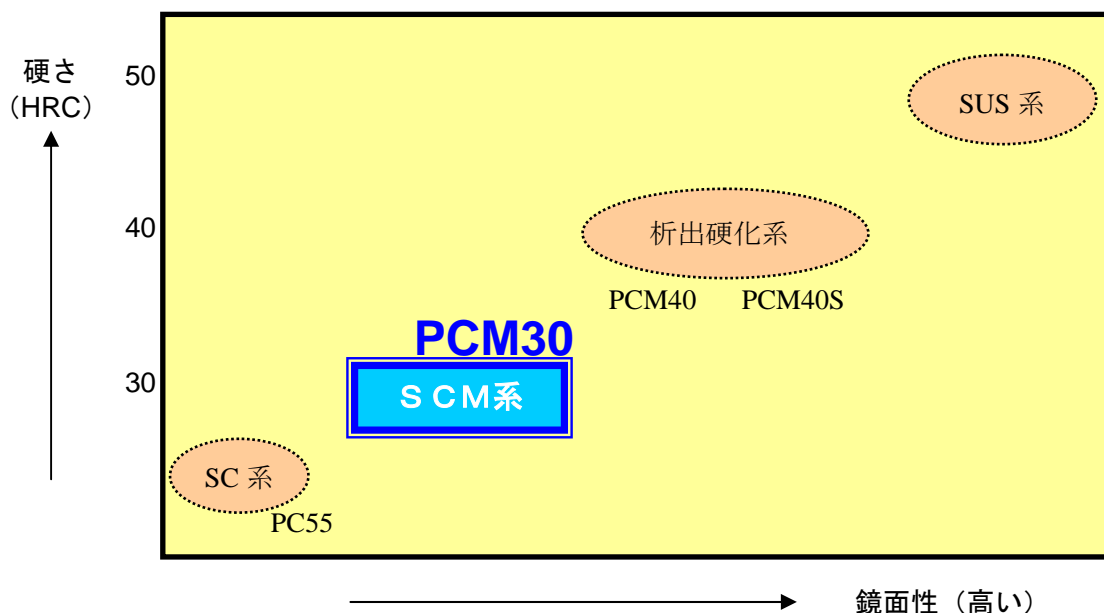 硬さ
（HRC）
50
40
30
SUS 系
析出硬化系
PCM40
PCM40S
PCM30
ＳＣＭ系
SC 系
PC55
鏡面性（高い）